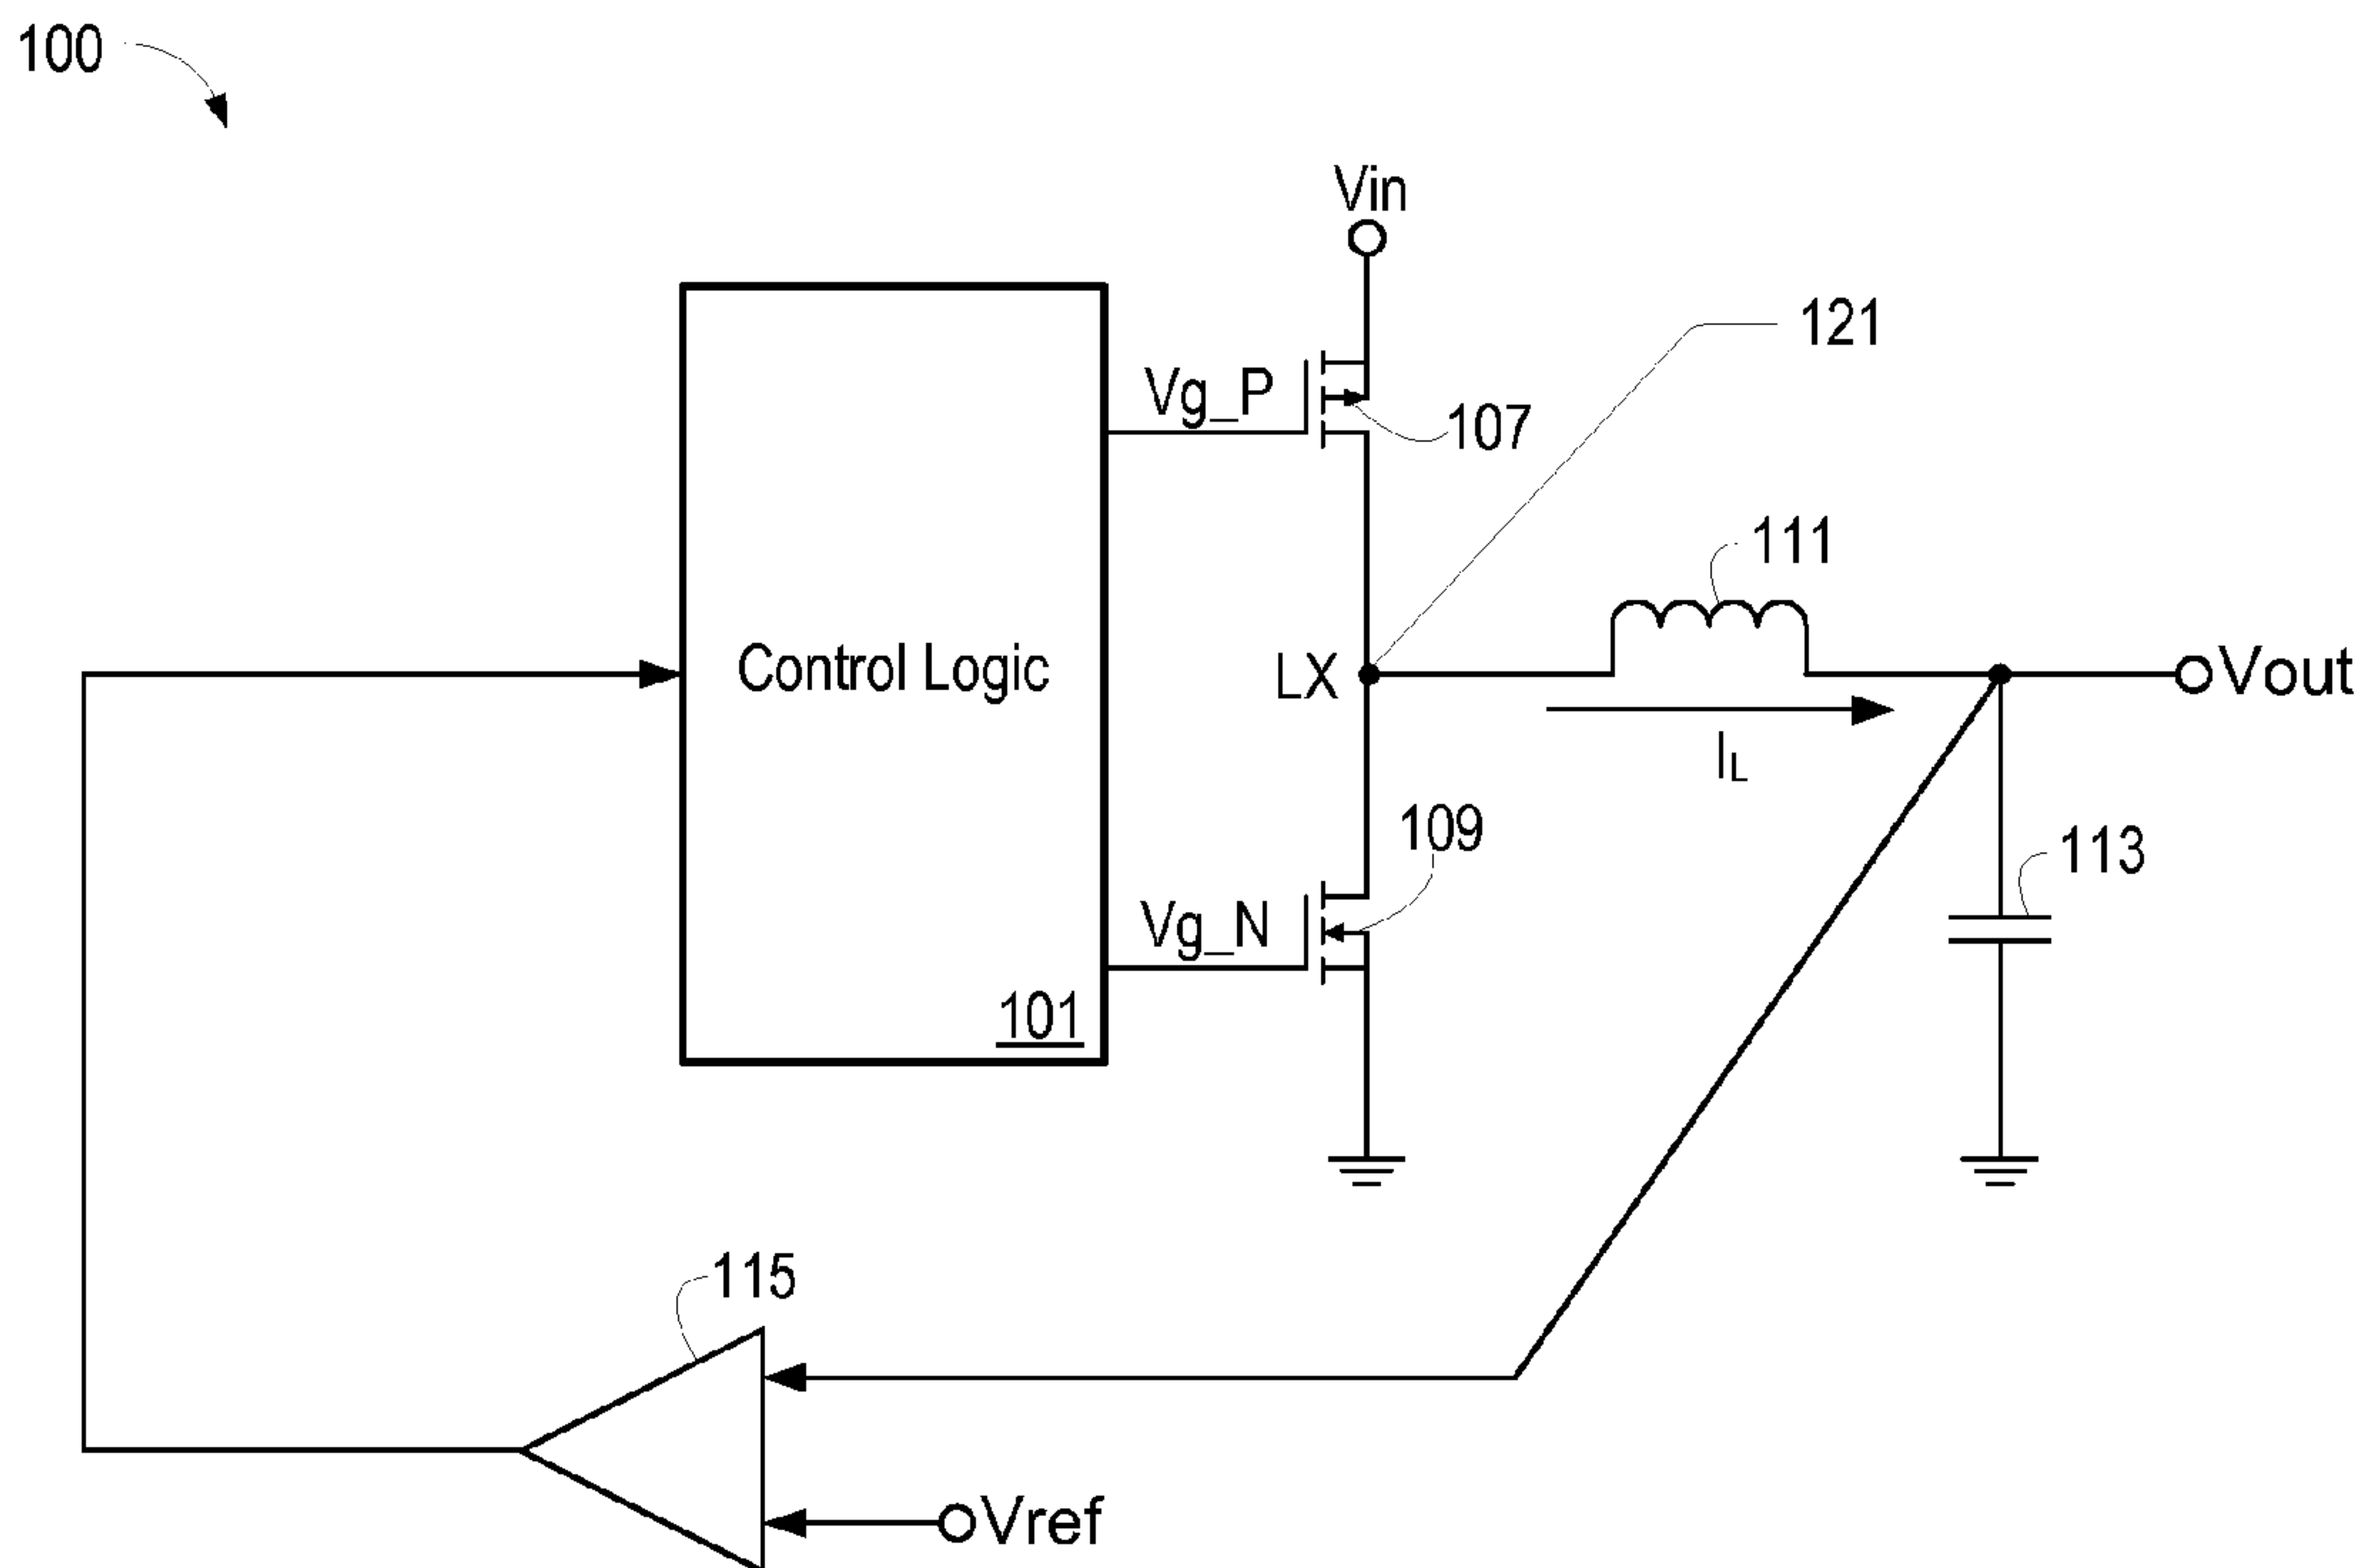 100
Vin
121
Vg_P
107
111
Control Logic
LX
Vout
IL
109
113
Vg_N
101
115
Vref